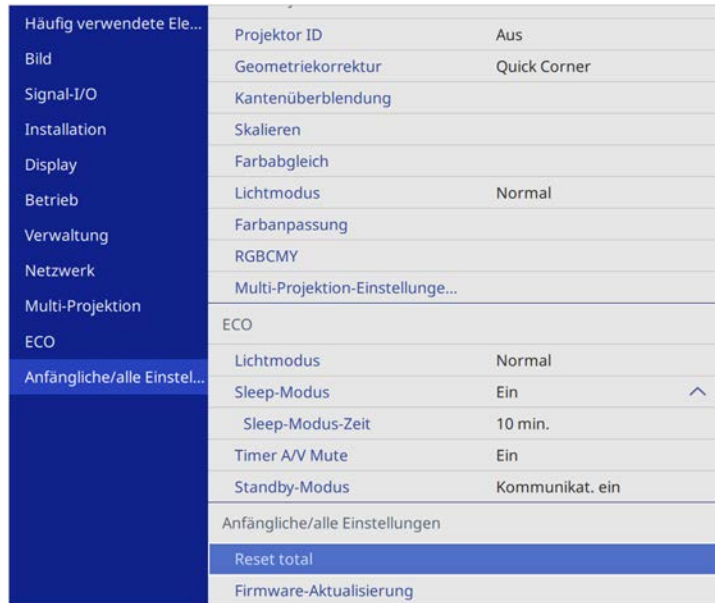 Häufig verwendete Ele...
Bild
Signal-I/O
Installation
Display
Betrieb
Verwaltung
Netzwerk
Multi-Projektion
ECO
Anfängliche/alle Einstel...
Projektor ID Aus
Geometriekorrektur Quick Corner
Kantenüberblendung
Skalieren
Farbabgleich
Lichtmodus Normal
Farbanpassung
RGBCMY
Multi-Projektion-Einstellunge...
ECO
Lichtmodus Normal
Sleep-Modus Ein
Sleep-Modus-Zeit 10 min.
Timer A/V Mute Ein
Standby-Modus Kommunikat. ein
Anfängliche/alle Einstellungen
Reset total
Firmware-Aktualisierung